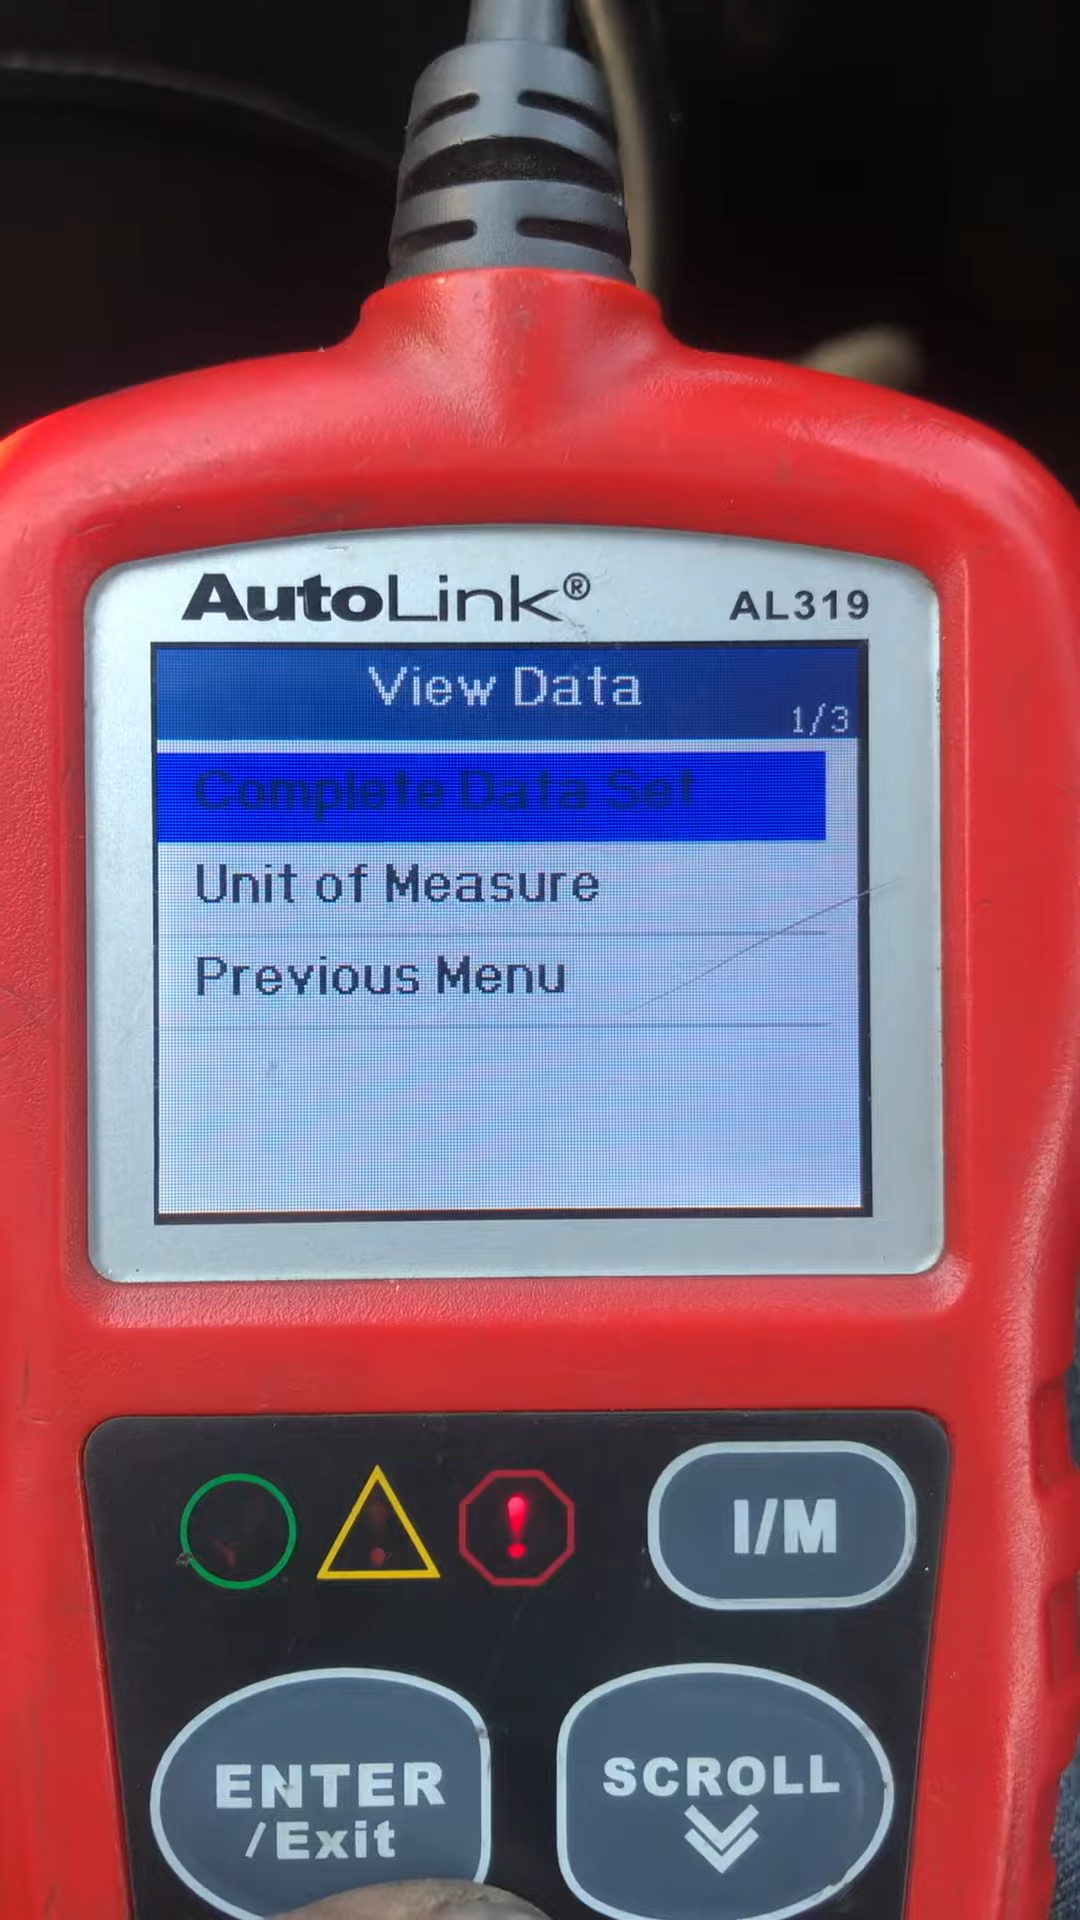 AutoLink®
AL319
View Data
1/3
Complete Data Set
Unit of Measure
Previous Menu
!
I/M
ENTER
/Exit
SCROLL